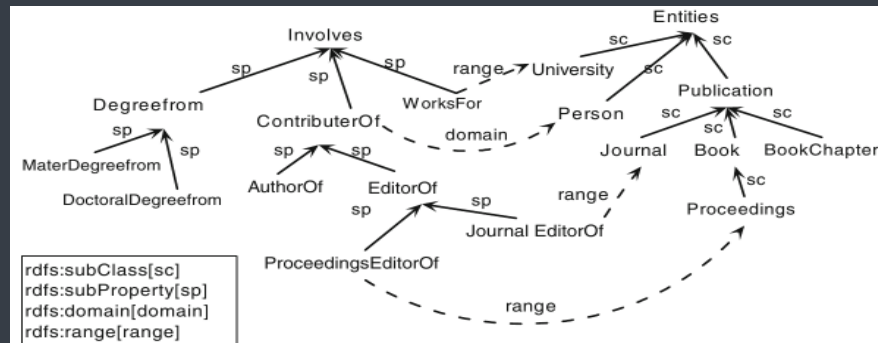 Entities
Involves
sc
sc
sp
sp
sp
range
University
sc
Publication
Degreefrom
WorksFor
Person
sc
sc
sc
sp
ContributerOf
domain
sp
sp
sp
Journal
Book
BookChapter
MaterDegreefrom
AuthorOf
EditorOf
range
sc
DoctoralDegreefrom
sp
sp
Proceedings
Journal EditorOf
ProceedingsEditorOf
range
rdfs:subClass[sc]
rdfs:subProperty[sp]
rdfs:domain[domain]
rdfs:range[range]